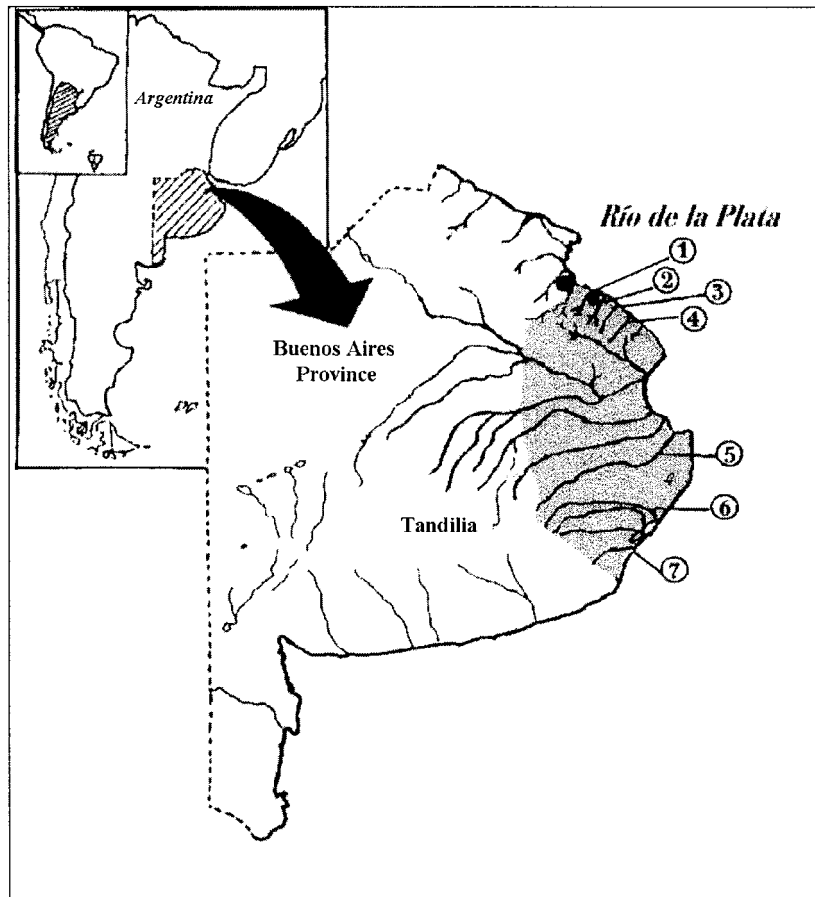 Argentina
Río de la Plata
1
2
3
4
Buenos Aires
Province
5
6
Tandilia
7